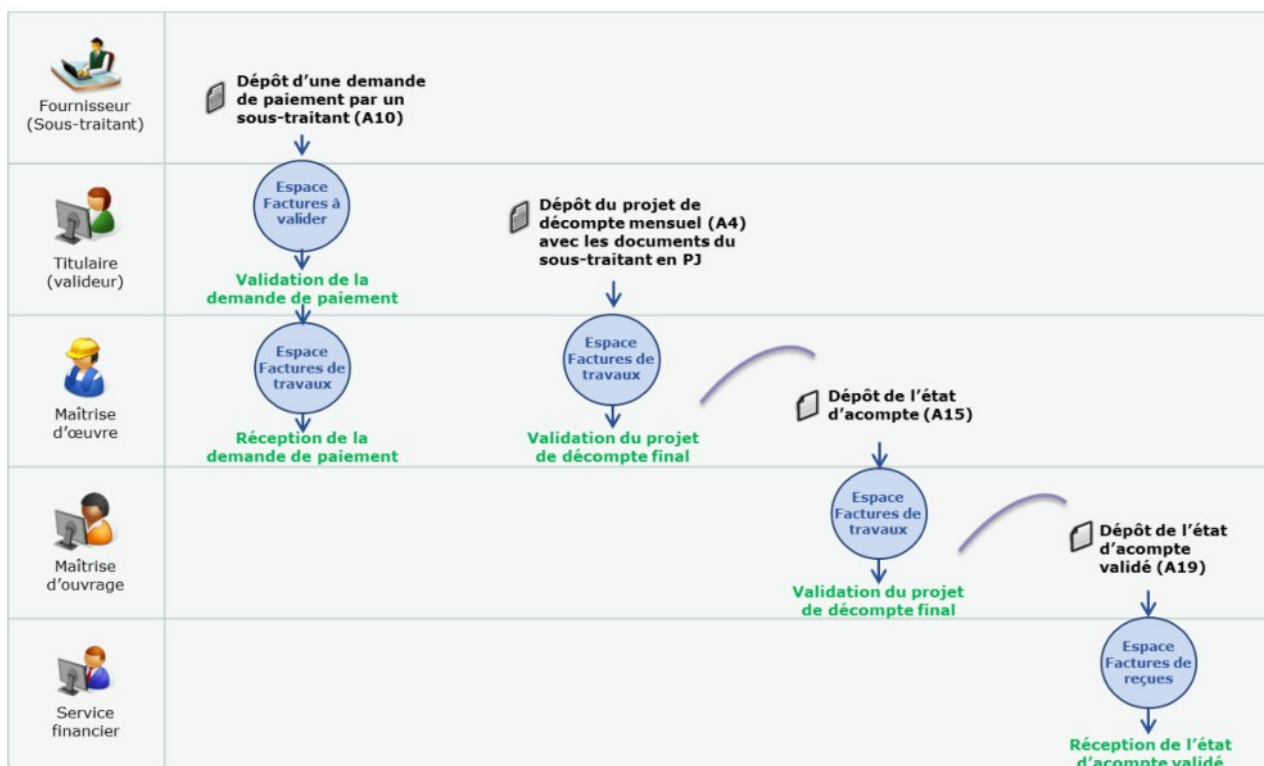 Fournisseur
(Sous-traitant)
Dépôt d’une demande
de paiement par un
sous-traitant (A10)
Titulaire
(valideur)
Espace
Factures à
valider
Validation de la
demande de paiement
Dépôt du projet de
décompte mensuel (A4)
avec les documents du
sous-traitant en PJ
Maîtrise
d’œuvre
Espace
Factures de
travaux
Réception de la
demande de paiement
Espace
Factures de
travaux
Validation du projet
de décompte final
Dépôt de l’état
d’acompte (A15)
Maîtrise
d’ouvrage
Espace
Factures de
travaux
Validation du projet
de décompte final
Dépôt de l’état
d’acompte
validé (A19)
Service
financier
Espace
Factures de
reçues
Réception de l’état
d’acompte validé